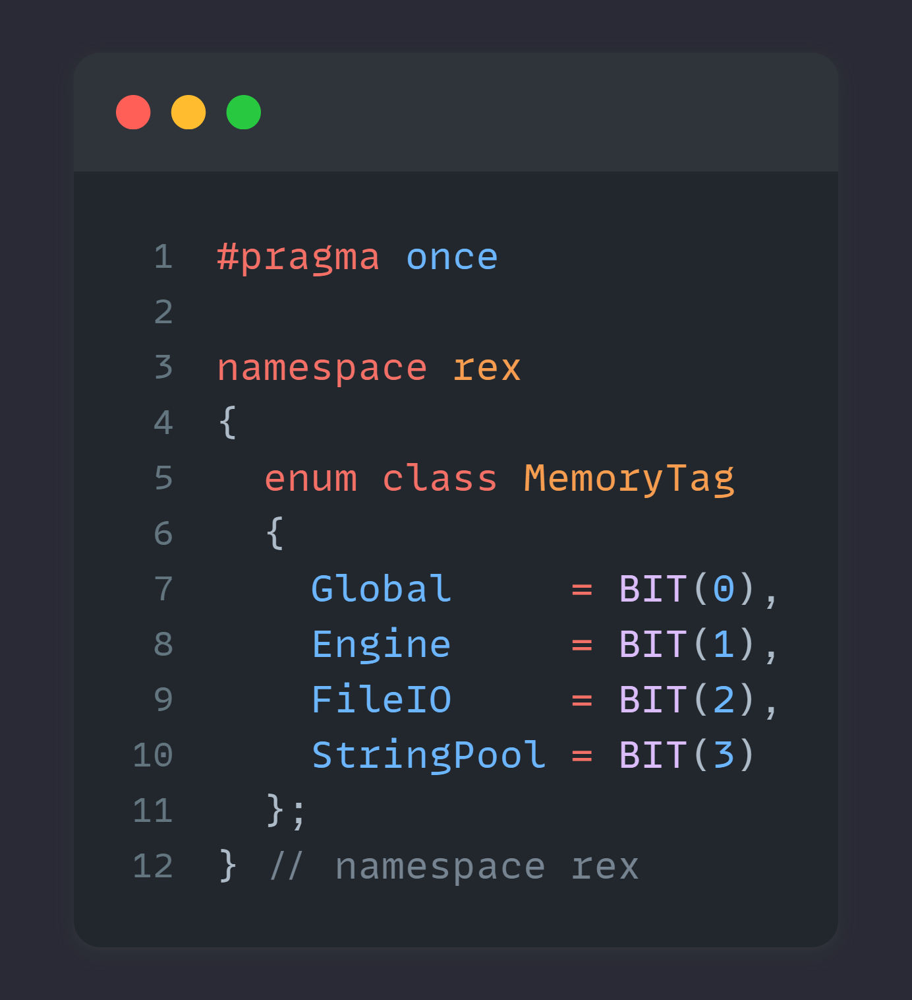 1 #pragma once
2
3 namespace rex
4 {
5   enum class MemoryTag
6   {
7     Global     = BIT(0),
8     Engine     = BIT(1),
9     FileIO     = BIT(2),
10     StringPool = BIT(3)
11   };
12 } // namespace rex